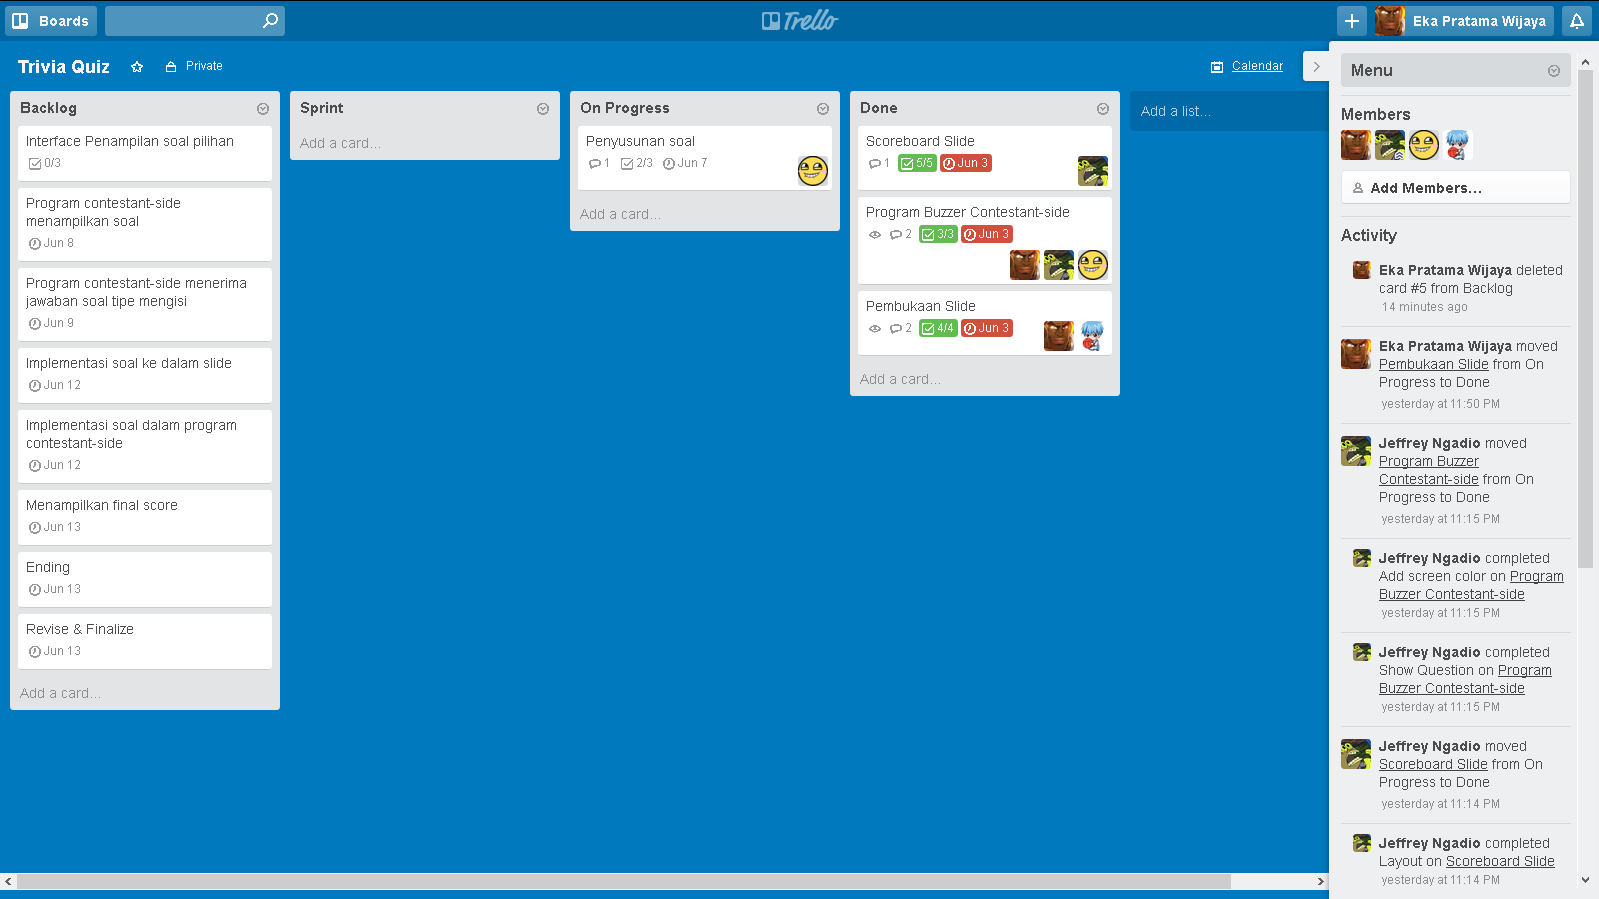 Boards
Trello
Eka Pratama Wijaya
Trivia Quiz
Private
Calendar
Backlog
Interface Penampilan soal pilihan
0/3
Program contestant-side
menampilkan soal
Jun 8
Program contestant-side menerima
jawaban soal tipe mengisi
Jun 9
Implementasi soal ke dalam slide
Jun 12
Implementasi soal dalam program
contestant-side
Jun 12
Menampilkan final score
Jun 13
Ending
Jun 13
Revise & Finalize
Jun 13
Add a card...
Sprint
Add a card...
On Progress
Penyusunan soal
1 2/3 Jun 7
Add a card...
Done
Scoreboard Slide
1 5/5 Jun 3
Program Buzzer Contestant-side
2 3/3 Jun 3
Pembukaan Slide
2 4/4 Jun 3
Add a card...
Add a list...
Menu
Members
Add Members...
Activity
Eka Pratama Wijaya deleted
card #5 from Backlog
14 minutes ago
Eka Pratama Wijaya moved
Pembukaan Slide from On
Progress to Done
yesterday at 11:50 PM
Jeffrey Ngadio moved
Program Buzzer
Contestant-side from On
Progress to Done
yesterday at 11:15 PM
Jeffrey Ngadio completed
Add screen color on Program
Buzzer Contestant-side
yesterday at 11:15 PM
Jeffrey Ngadio completed
Show Question on Program
Buzzer Contestant-side
yesterday at 11:15 PM
Jeffrey Ngadio moved
Scoreboard Slide from On
Progress to Done
yesterday at 11:14 PM
Jeffrey Ngadio completed
Layout on Scoreboard Slide
yesterday at 11:14 PM